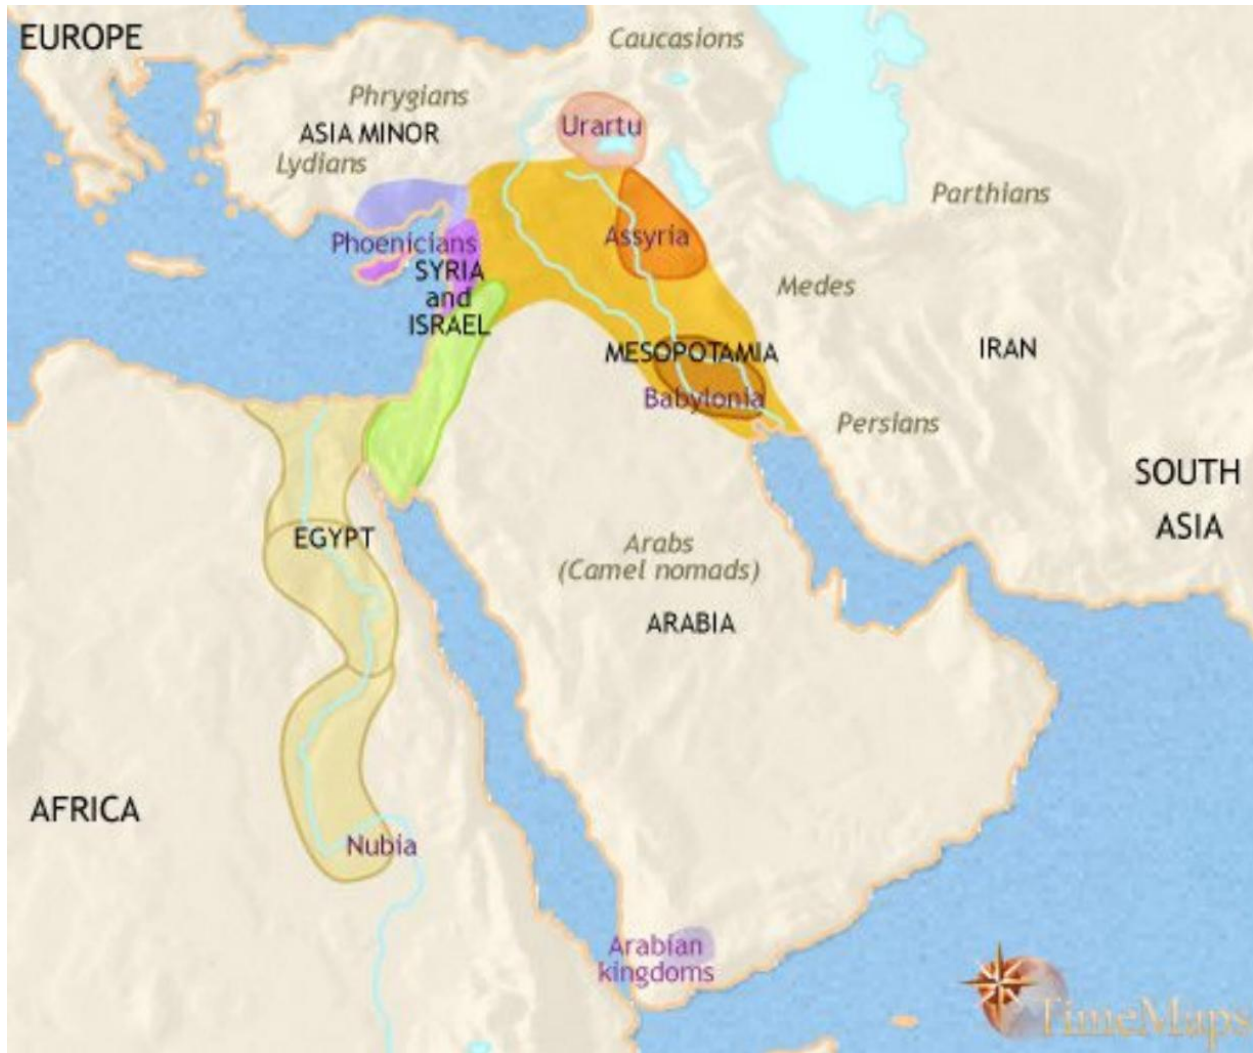 EUROPE
Caucasions
Phrygians
ASIA MINOR
Lydians
Urartu
Parthians
Phoenicians
SYRIA
and
ISRAEL
Assyria
Medes
MESOPOTAMIA
Babylonia
IRAN
Persians
SOUTH
ASIA
EGYPT
Arabs
(Camel nomads)
ARABIA
AFRICA
Nubia
Arabian
kingdoms
TimeMaps